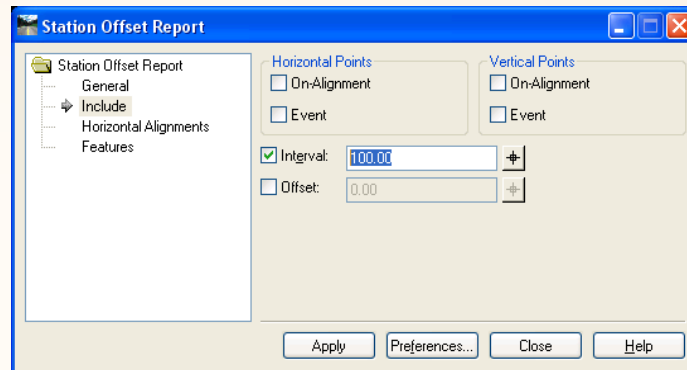 Station Offset Report
Station Offset Report
General
Include
Horizontal Alignments
Features
Horizontal Points
On-Alignment
Event
Vertical Points
On-Alignment
Event
Interval:
100.00
Offset:
0.00
Apply
Preferences...
Close
Help